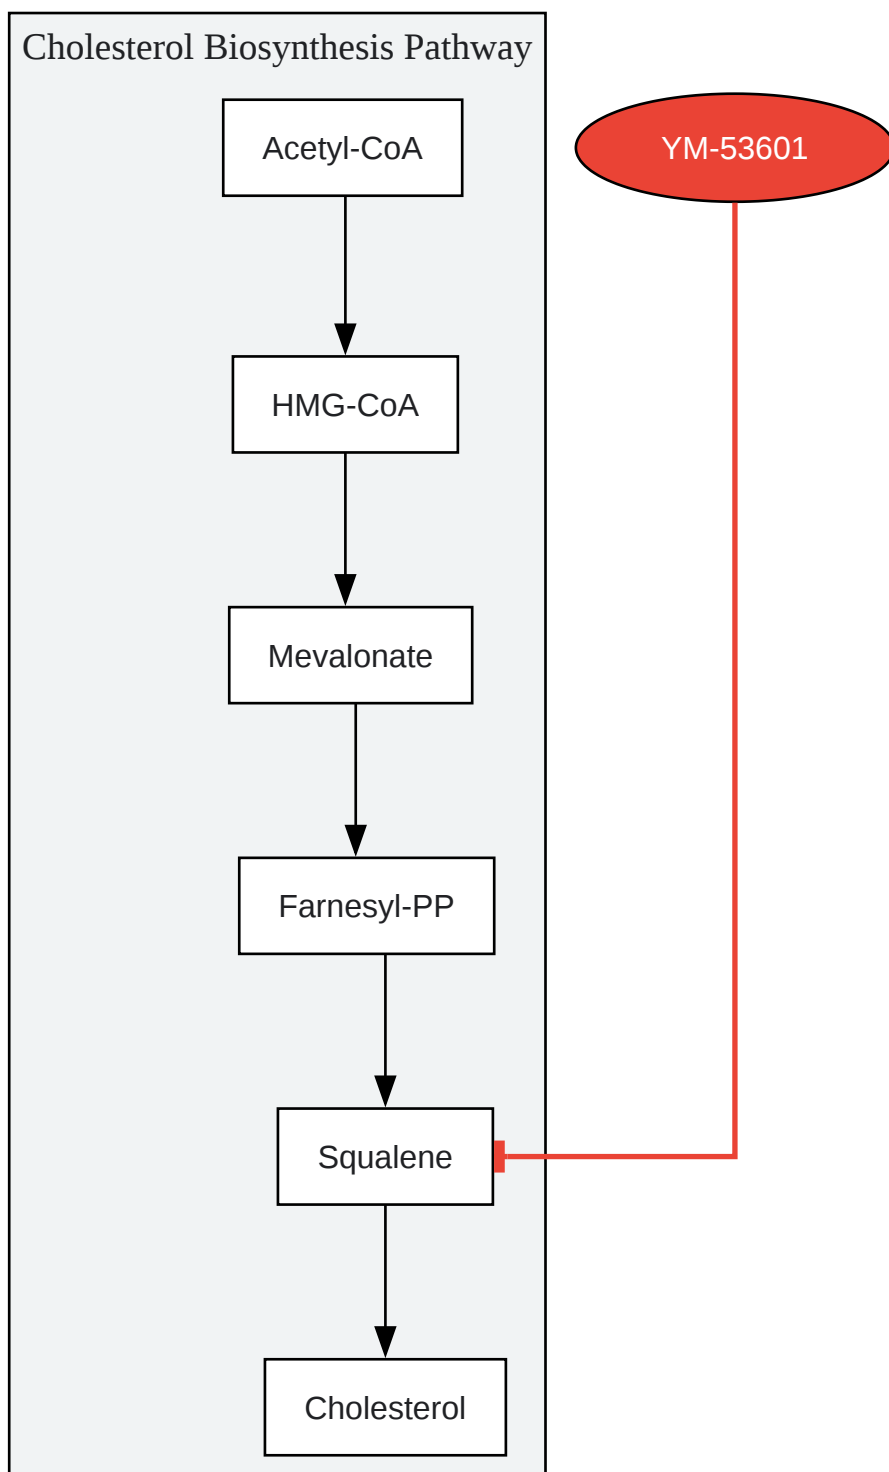 Cholesterol Biosynthesis Pathway
Acetyl-CoA
YM-53601
HMG-CoA
Mevalonate
Farnesyl-PP
Squalene
Cholesterol